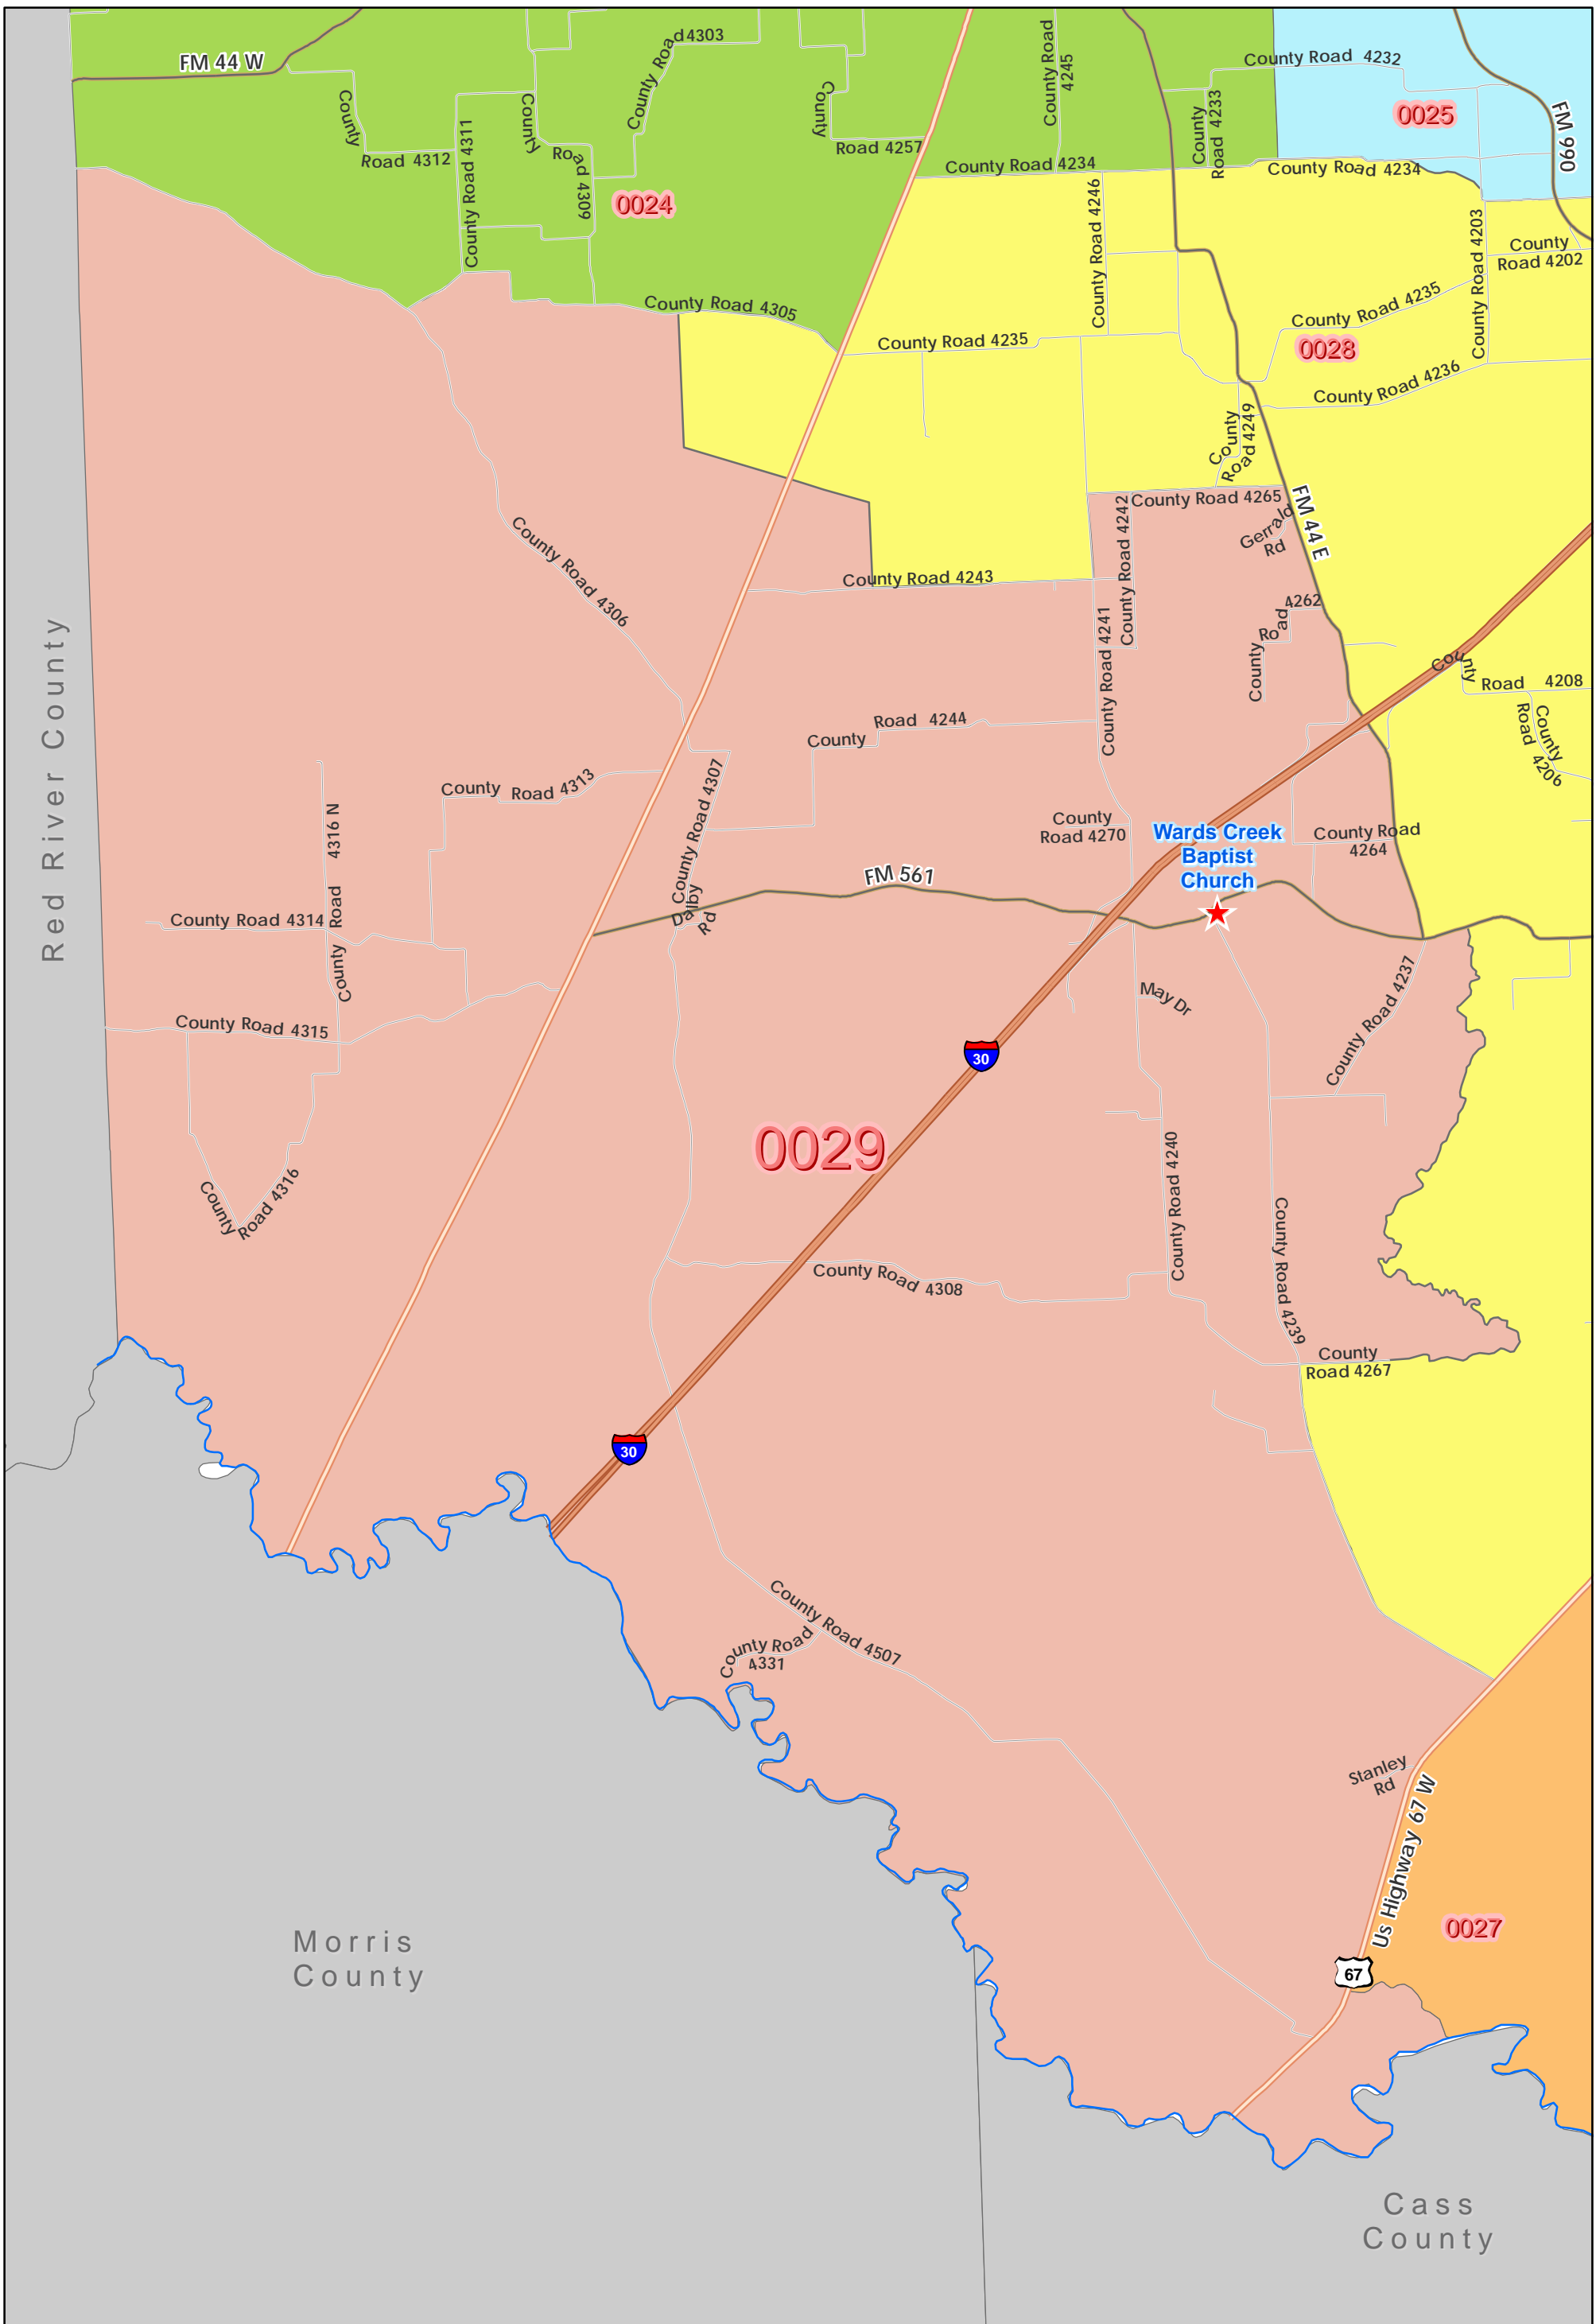 FM 44 W
County Road 4303
County Road 4245
County Road 4232
0025
FM 990
County
Road 4312
County Road 4311
County
Road 4309
County
Road 4257
County Road 4234
County
Road 4233
County Road 4234
0024
County Road 4246
County Road 4203
County
Road 4202
County Road 4305
County Road 4235
County Road 4235
0028
County Road 4236
County
Road 4249
County Road 4265
County Road 4242
Gerrald
Rd
FM 44 E
County Road 4306
County Road 4243
County Road 4262
County Road 4241
Red River County
County
Road 4208
County
Road 4206
County Road 4244
County Road 4313
County Road 4307
County Road 4316 N
County
Road 4270
Wards Creek
Baptist
Church
County Road
4264
FM 561
Dalby
Rd
County Road 4314
County Road 4315
May Dr
County Road 4237
30
0029
County Road 4240
County
Road 4316
County Road 4239
County Road 4308
County
Road 4267
30
County Road 4507
County Road
4331
Stanley
Rd
Us Highway 67 W
0027
67
Morris
County
Cass
County